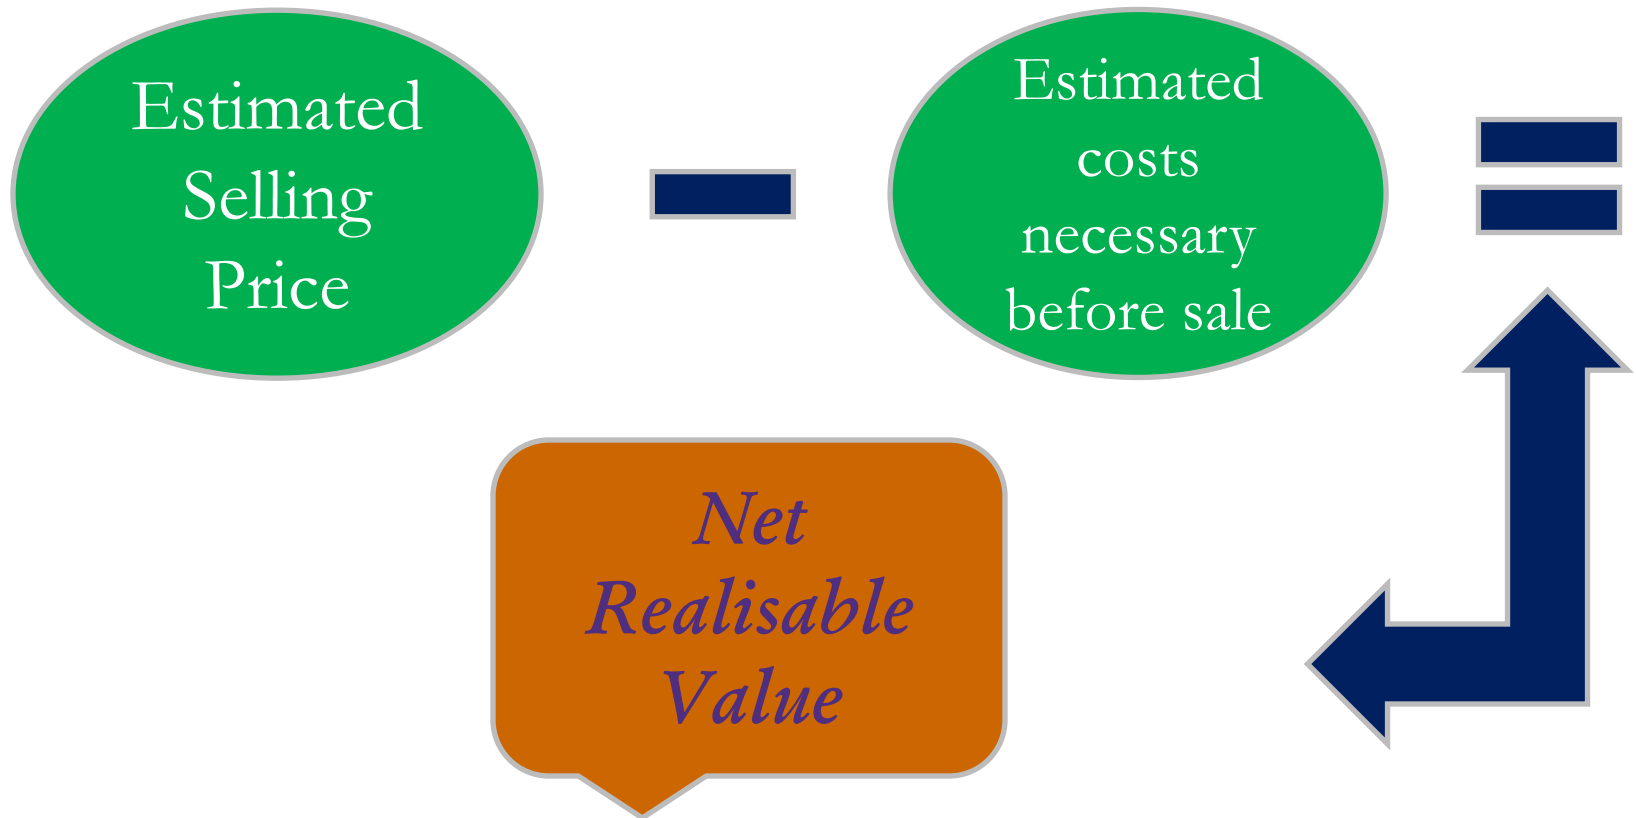 Estimated
Selling
Price
Estimated
costs
necessary
before sale
Net
Realisable
Value